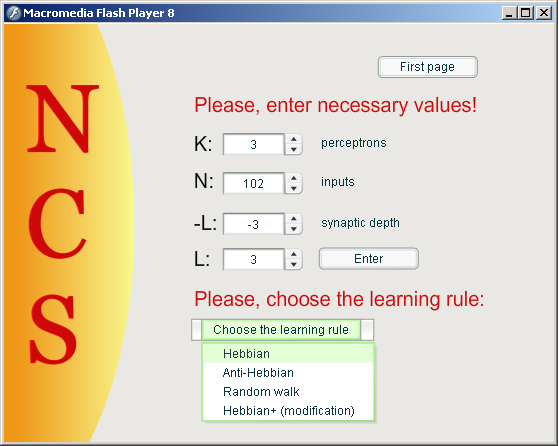 Macromedia Flash Player 8
N
C
S
First page
Please, enter necessary values!
K: 3 perceptrons
N: 102 inputs
-L: -3 synaptic depth
L: 3 Enter
Please, choose the learning rule:
Choose the learning rule
Hebbian
Anti-Hebbian
Random walk
Hebbian+ (modification)